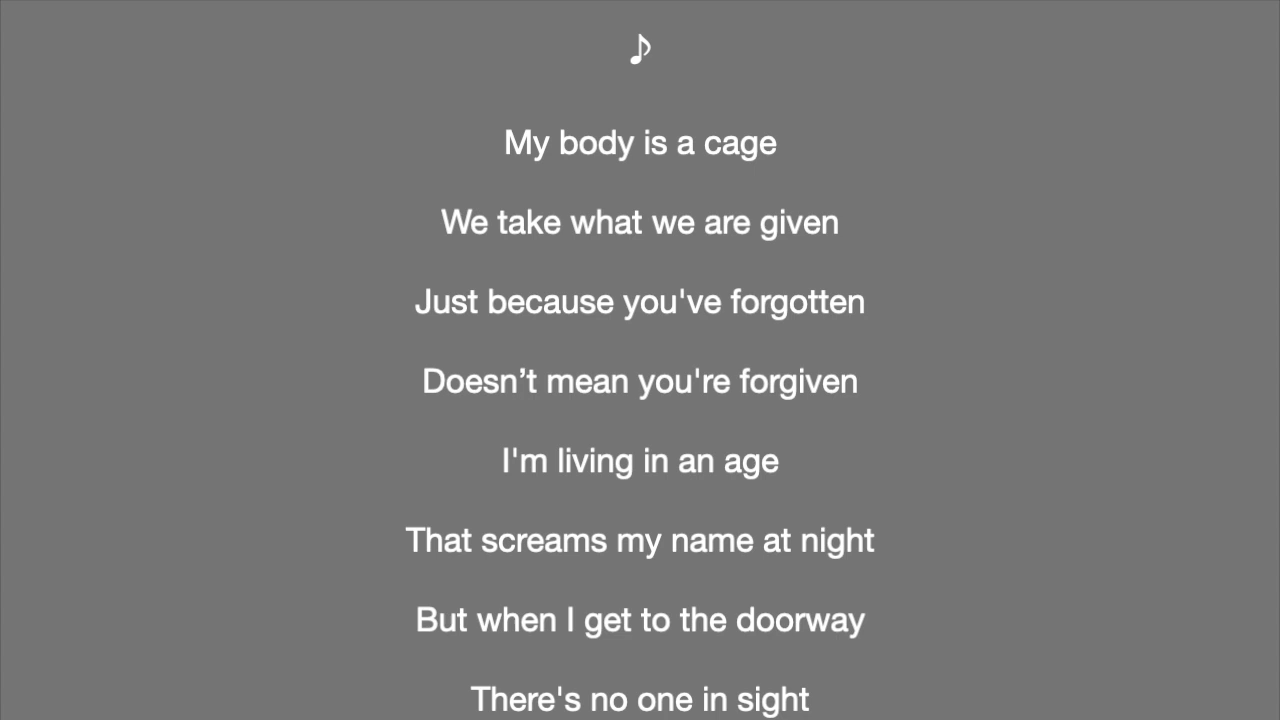 ♪
My body is a cage
We take what we are given
Just because you've forgotten
Doesn’t mean you're forgiven
I'm living in an age
That screams my name at night
But when I get to the doorway
There's no one in sight